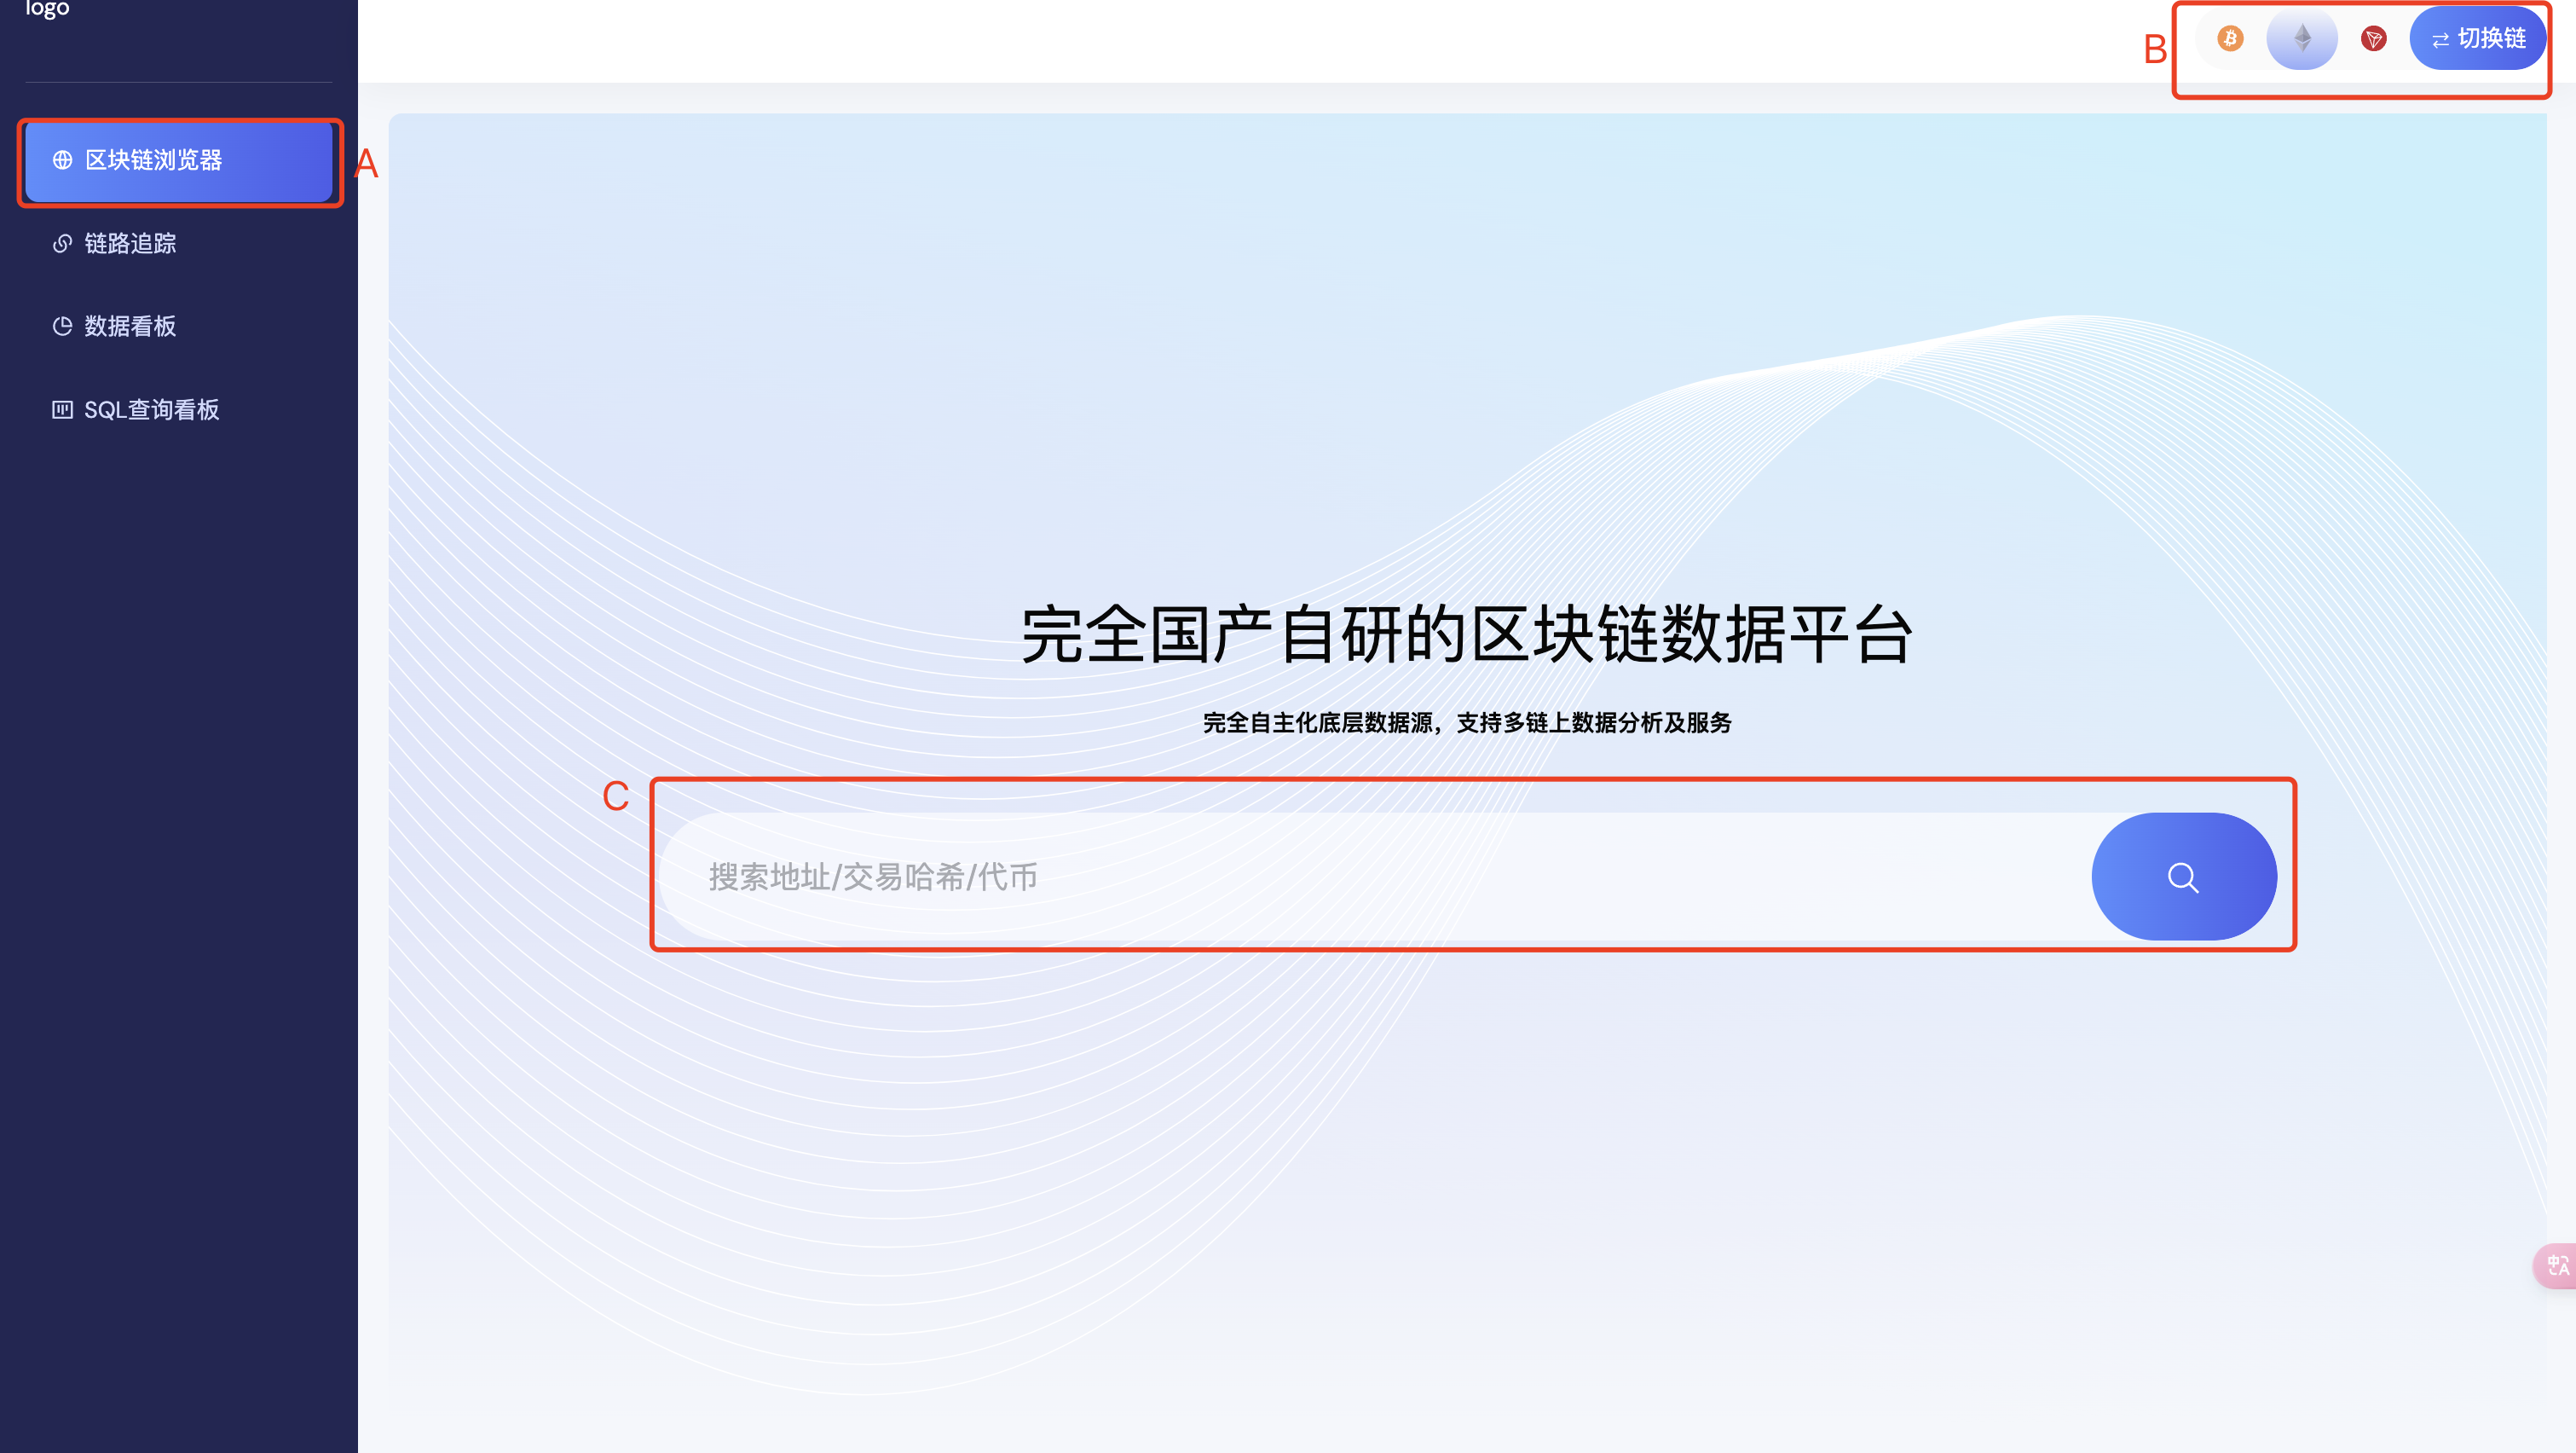 logo
B
切换链
区块链浏览器
A
链路追踪
数据看板
SQL查询看板
完全国产自研的区块链数据平台
完全自主化底层数据源，支持多链上数据分析及服务
C
搜索地址/交易哈希/代币
中A